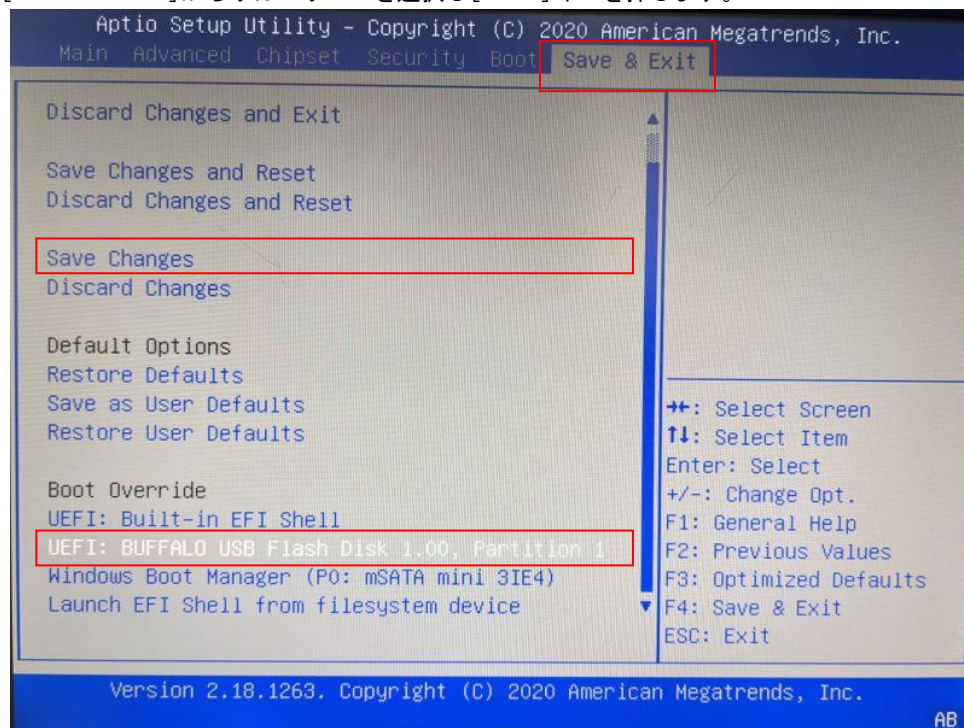 Aptio Setup Utility – Copyright (C) 2020 American Megatrends, Inc.
Main Advanced Chipset Security Boot Save & Exit
Discard Changes and Exit
Save Changes and Reset
Discard Changes and Reset
Save Changes
Discard Changes
Default Options
Restore Defaults
Save as User Defaults
Restore User Defaults
Boot Override
UEFI: Built-in EFI Shell
UEFI: BUFFALO USB Flash Disk 1.00, Partition 1
Windows Boot Manager (P0: mSATA mini 3IE4)
Launch EFI Shell from filesystem device
→←: Select Screen
↑↓: Select Item
Enter: Select
+/-: Change Opt.
F1: General Help
F2: Previous Values
F3: Optimized Defaults
F4: Save & Exit
ESC: Exit
Version 2.18.1263. Copyright (C) 2020 American Megatrends, Inc.
AB